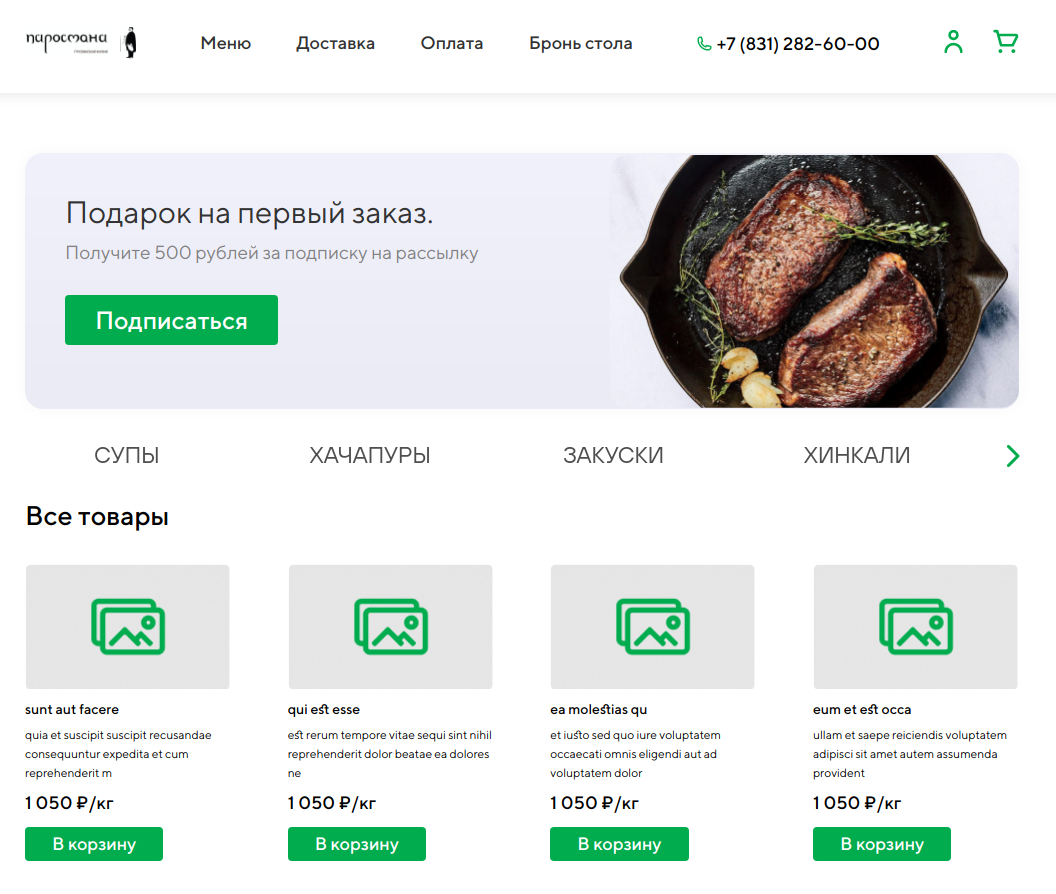 паросмана
Меню
Доставка
Оплата
Бронь стола
+7 (831) 282-60-00
Подарок на первый заказ.
Получите 500 рублей за подписку на рассылку
Подписаться
СУПЫ
ХАЧАПУРЫ
ЗАКУСКИ
ХИНКАЛИ
Все товары
sunt aut facere
quia et suscipit suscipit recusandae
consequuntur expedita et cum
reprehenderit m
1 050 ₽/кг
В корзину
qui est esse
est rerum tempore vitae sequi sint nihil
reprehenderit dolor beatae ea dolores
ne
1 050 ₽/кг
В корзину
ea molestias qu
et iusto sed quo iure voluptatem
occaecati omnis eligendi aut ad
voluptatem dolor
1 050 ₽/кг
В корзину
eum et est occa
ullam et saepe reiciendis voluptatem
adipisci sit amet autem assumenda
provident
1 050 ₽/кг
В корзину